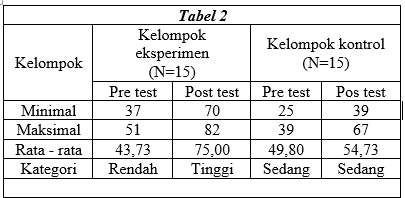 Tabel 2
Kelompok Kelompok eksperimen (N=15) Kelompok kontrol (N=15)
Pre test Post test Pre test Pos test
Minimal 37 70 25 39
Maksimal 51 82 39 67
Rata - rata 43,73 75,00 49,80 54,73
Kategori Rendah Tinggi Sedang Sedang